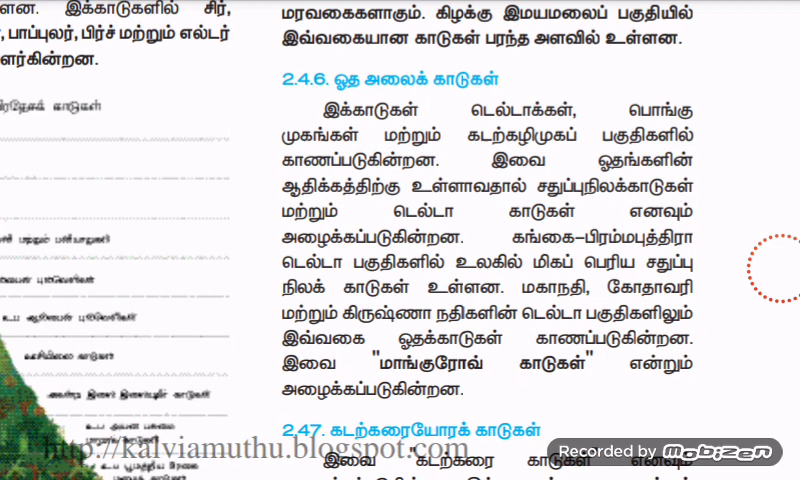 ளன. இக்காடுகளில் சிர்,
, பாப்புலர், பிர்ச் மற்றும் எல்டர்
ளர்கின்றன.
காடுகள்
மரவகைகளாகும். கிழக்கு இமயமலைப் பகுதியில்
இவ்வகையான காடுகள் பரந்த அளவில் உள்ளன.
2.4.6. ஓத அலைக் காடுகள்
இக்காடுகள் டெல்டாக்கள், பொங்கு
முகங்கள் மற்றும் கடற்கழிமுகப் பகுதிகளில்
காணப்படுகின்றன. இவை ஓதங்களின்
ஆதிக்கத்திற்கு உள்ளாவதால் சதுப்புநிலக்காடுகள்
மற்றும் டெல்டா காடுகள் எனவும்
அழைக்கப்படுகின்றன. கங்கை–பிரம்மபுத்திரா
டெல்டா பகுதிகளில் உலகில் மிகப் பெரிய சதுப்பு
நிலக் காடுகள் உள்ளன. மகாநதி, கோதாவரி
மற்றும் கிருஷ்ணா நதிகளின் டெல்டா பகுதிகளிலும்
இவ்வகை ஓதக்காடுகள் காணப்படுகின்றன.
இவை "மாங்குரோவ் காடுகள்" என்றும்
அழைக்கப்படுகின்றன.
2.47. கடற்கரையோரக் காடுகள்
இவை "கடற்கரை காடுகள்" எனவும்
http://kalviamuthu.blogspot.com
Recorded by MOBIZEN